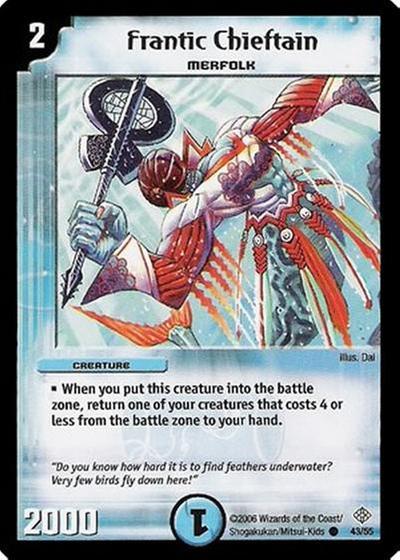 2
Frantic Chieftain
MERFOLK
illus. Dai
CREATURE
▪ When you put this creature into the battle
zone, return one of your creatures that costs 4 or
less from the battle zone to your hand.
"Do you know how hard it is to find feathers underwater?
Very few birds fly down here!"
2000
1
©2006 Wizards of the Coast/
Shogakukan/Mitsui-Kids ● 43/55